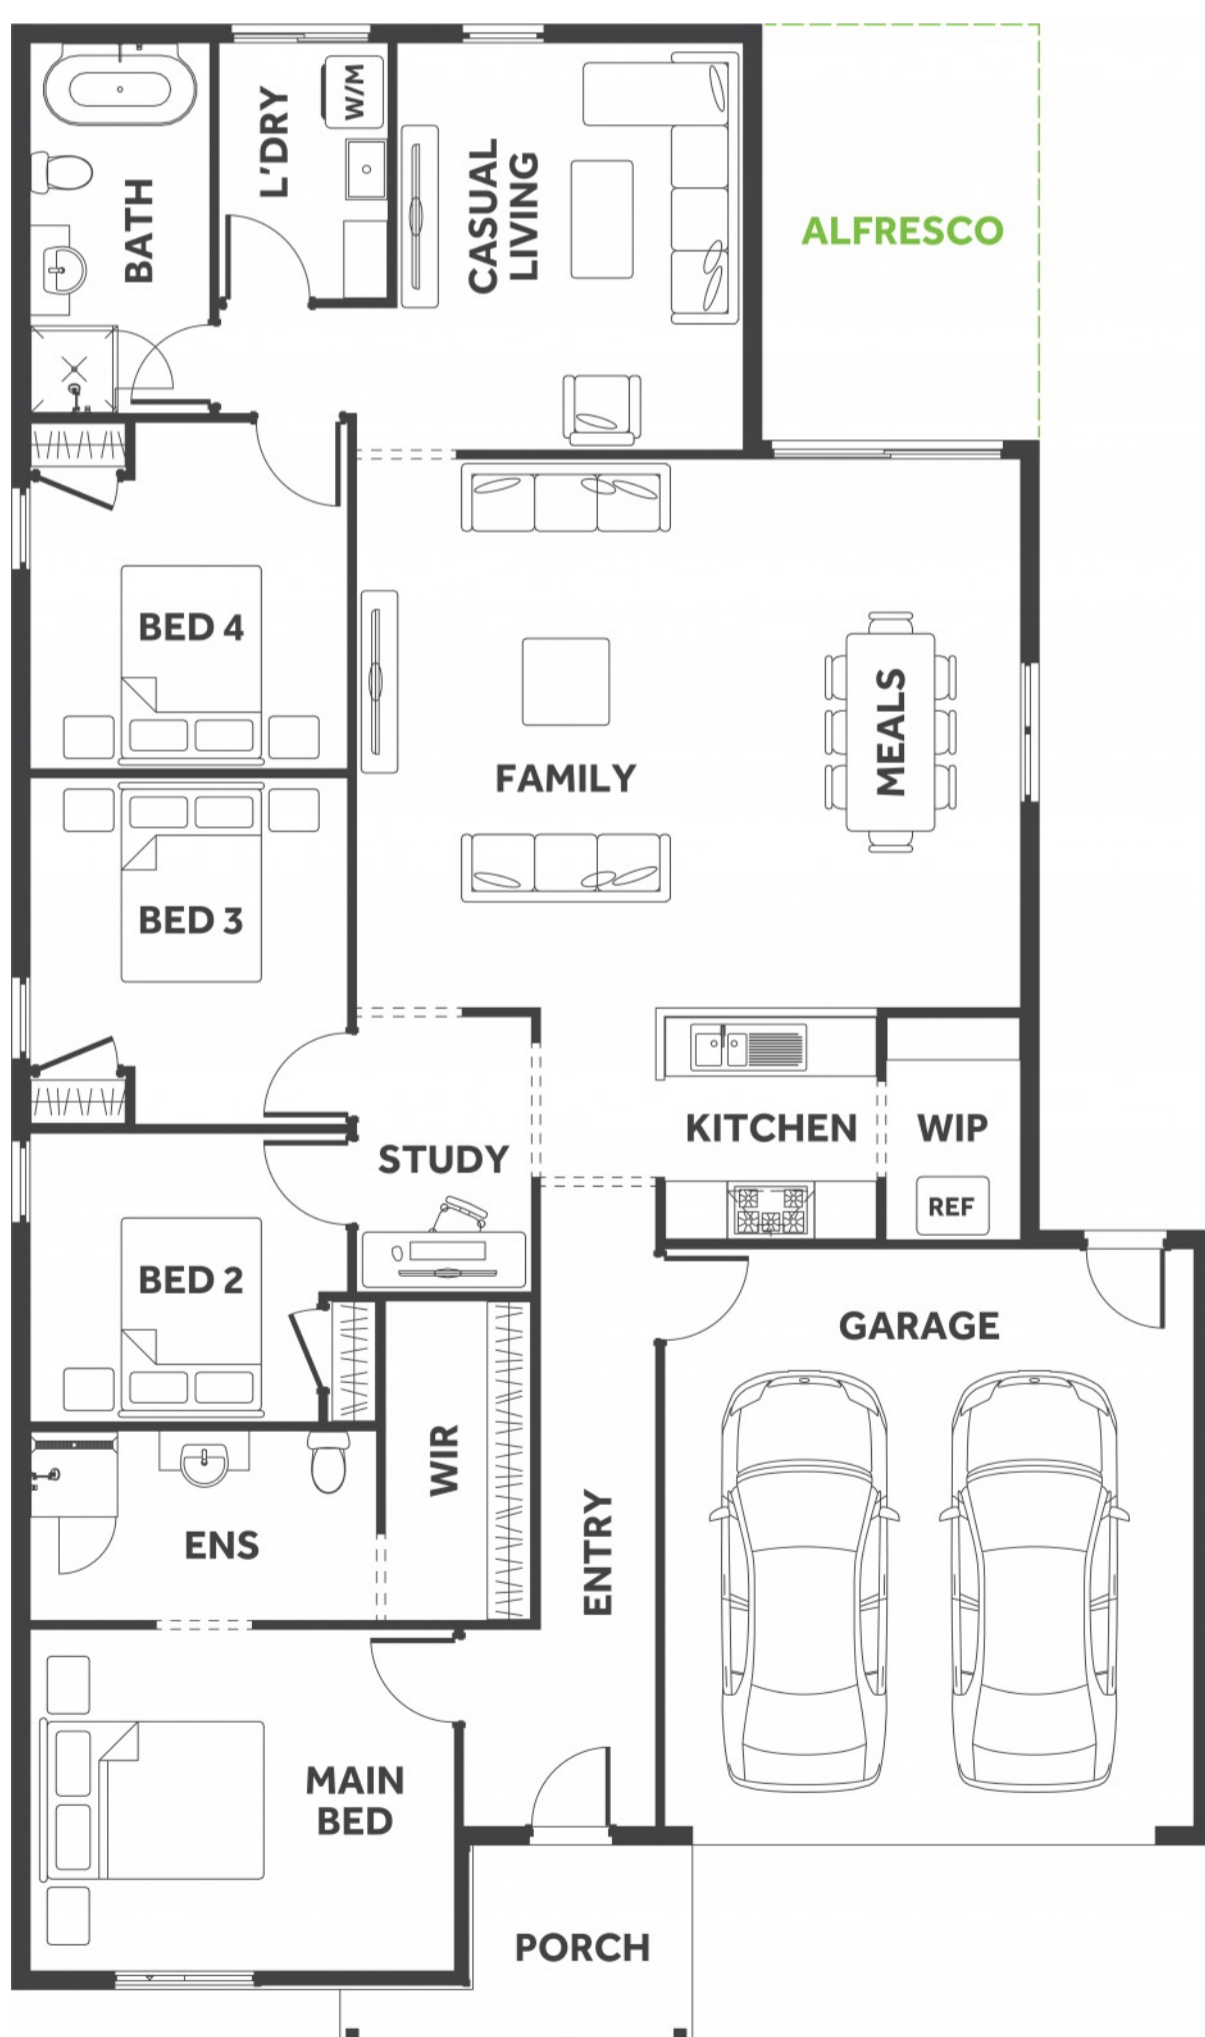 W/M
L'DRY
CASUAL
LIVING
BATH
ALFRESCO
BED 4
MEALS
FAMILY
BED 3
KITCHEN
WIP
STUDY
REF
BED 2
GARAGE
WIR
ENS
ENTRY
MAIN
BED
PORCH